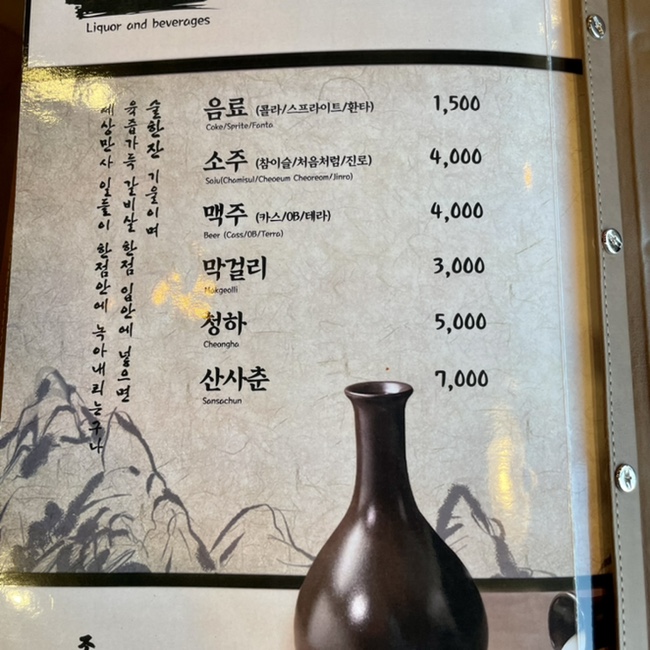 Liquor and beverages
술한잔 기울이며
육즙가득 갈비살 한점 입안에 넣으면
세상만사 일들이 한점안에 녹아내리는구나
음료 (콜라/스프라이트/환타) 1,500
Coke/Sprite/Fanta
소주 (참이슬/처음처럼/진로) 4,000
Soju(Chamisul/Cheoeum Cheoreom/Jinro)
맥주 (카스/OB/테라) 4,000
Beer (Cass/OB/Terra)
막걸리 3,000
Makgeolli
청하 5,000
Cheongha
산사춘 7,000
Sansachun